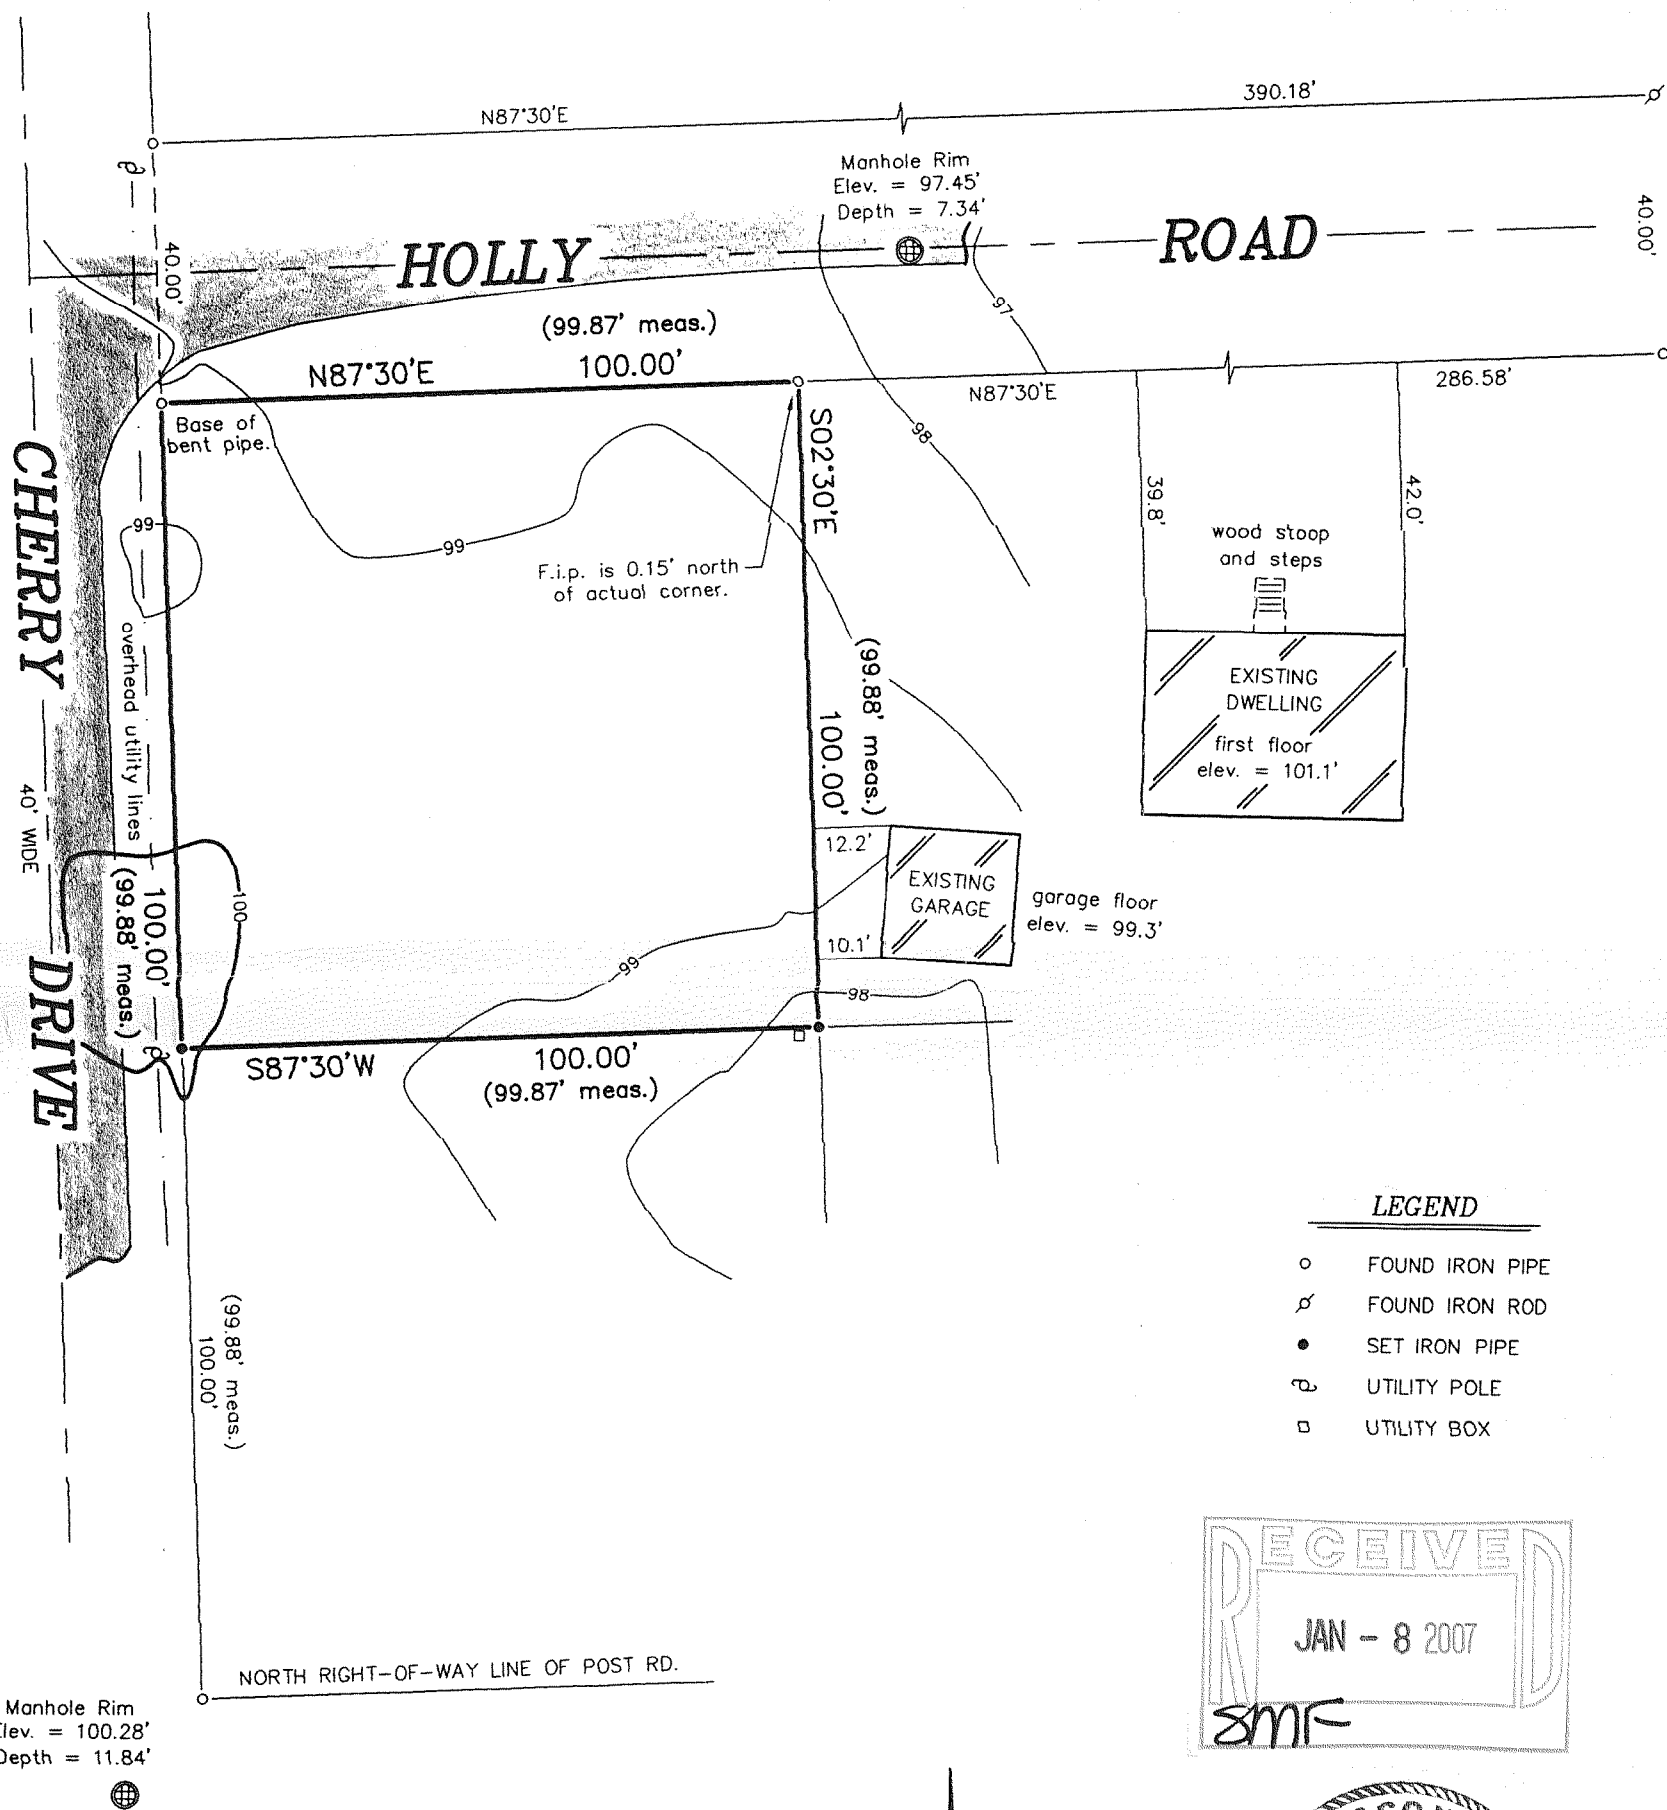 N87°30'E
390.18'
Manhole Rim
Elev. = 97.45'
Depth = 7.34'
40.00'
HOLLY ROAD
40.00'
97
(99.87' meas.)
N87°30'E 100.00'
N87°30'E
286.58'
Base of
bent pipe.
98
S02°30'E
39.8'
42.0'
99
99
F.i.p. is 0.15' north
of actual corner.
wood stoop
and steps
CHERRY DRIVE
40' WIDE
overhead utility lines
(99.88' meas.)
100.00'
EXISTING
DWELLING
first floor
elev. = 101.1'
12.2'
EXISTING
GARAGE
10.1'
garage floor
elev. = 99.3'
100
100.00'
(99.88' meas.)
99
98
S87°30'W 100.00'
(99.87' meas.)
LEGEND
FOUND IRON PIPE
FOUND IRON ROD
SET IRON PIPE
UTILITY POLE
UTILITY BOX
(99.88' meas.)
100.00'
RECEIVED
JAN - 8 2007
SMF
NORTH RIGHT-OF-WAY LINE OF POST RD.
Manhole Rim
Elev. = 100.28'
Depth = 11.84'